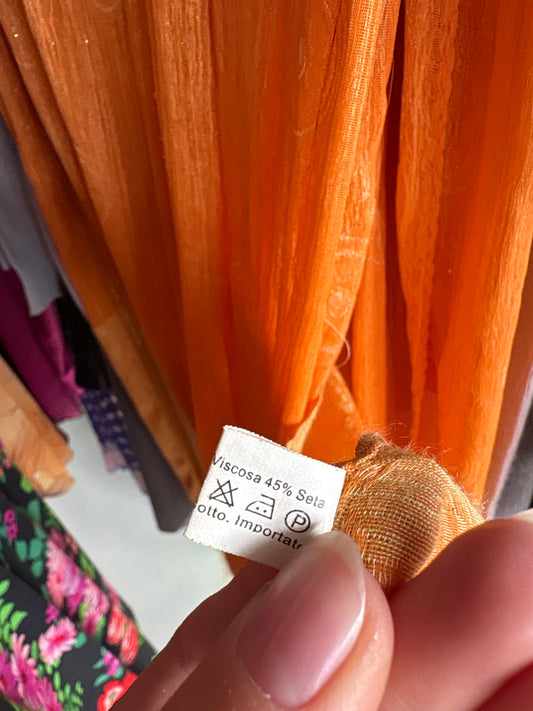 Viscosa 45% Seta
P
otto. Importato